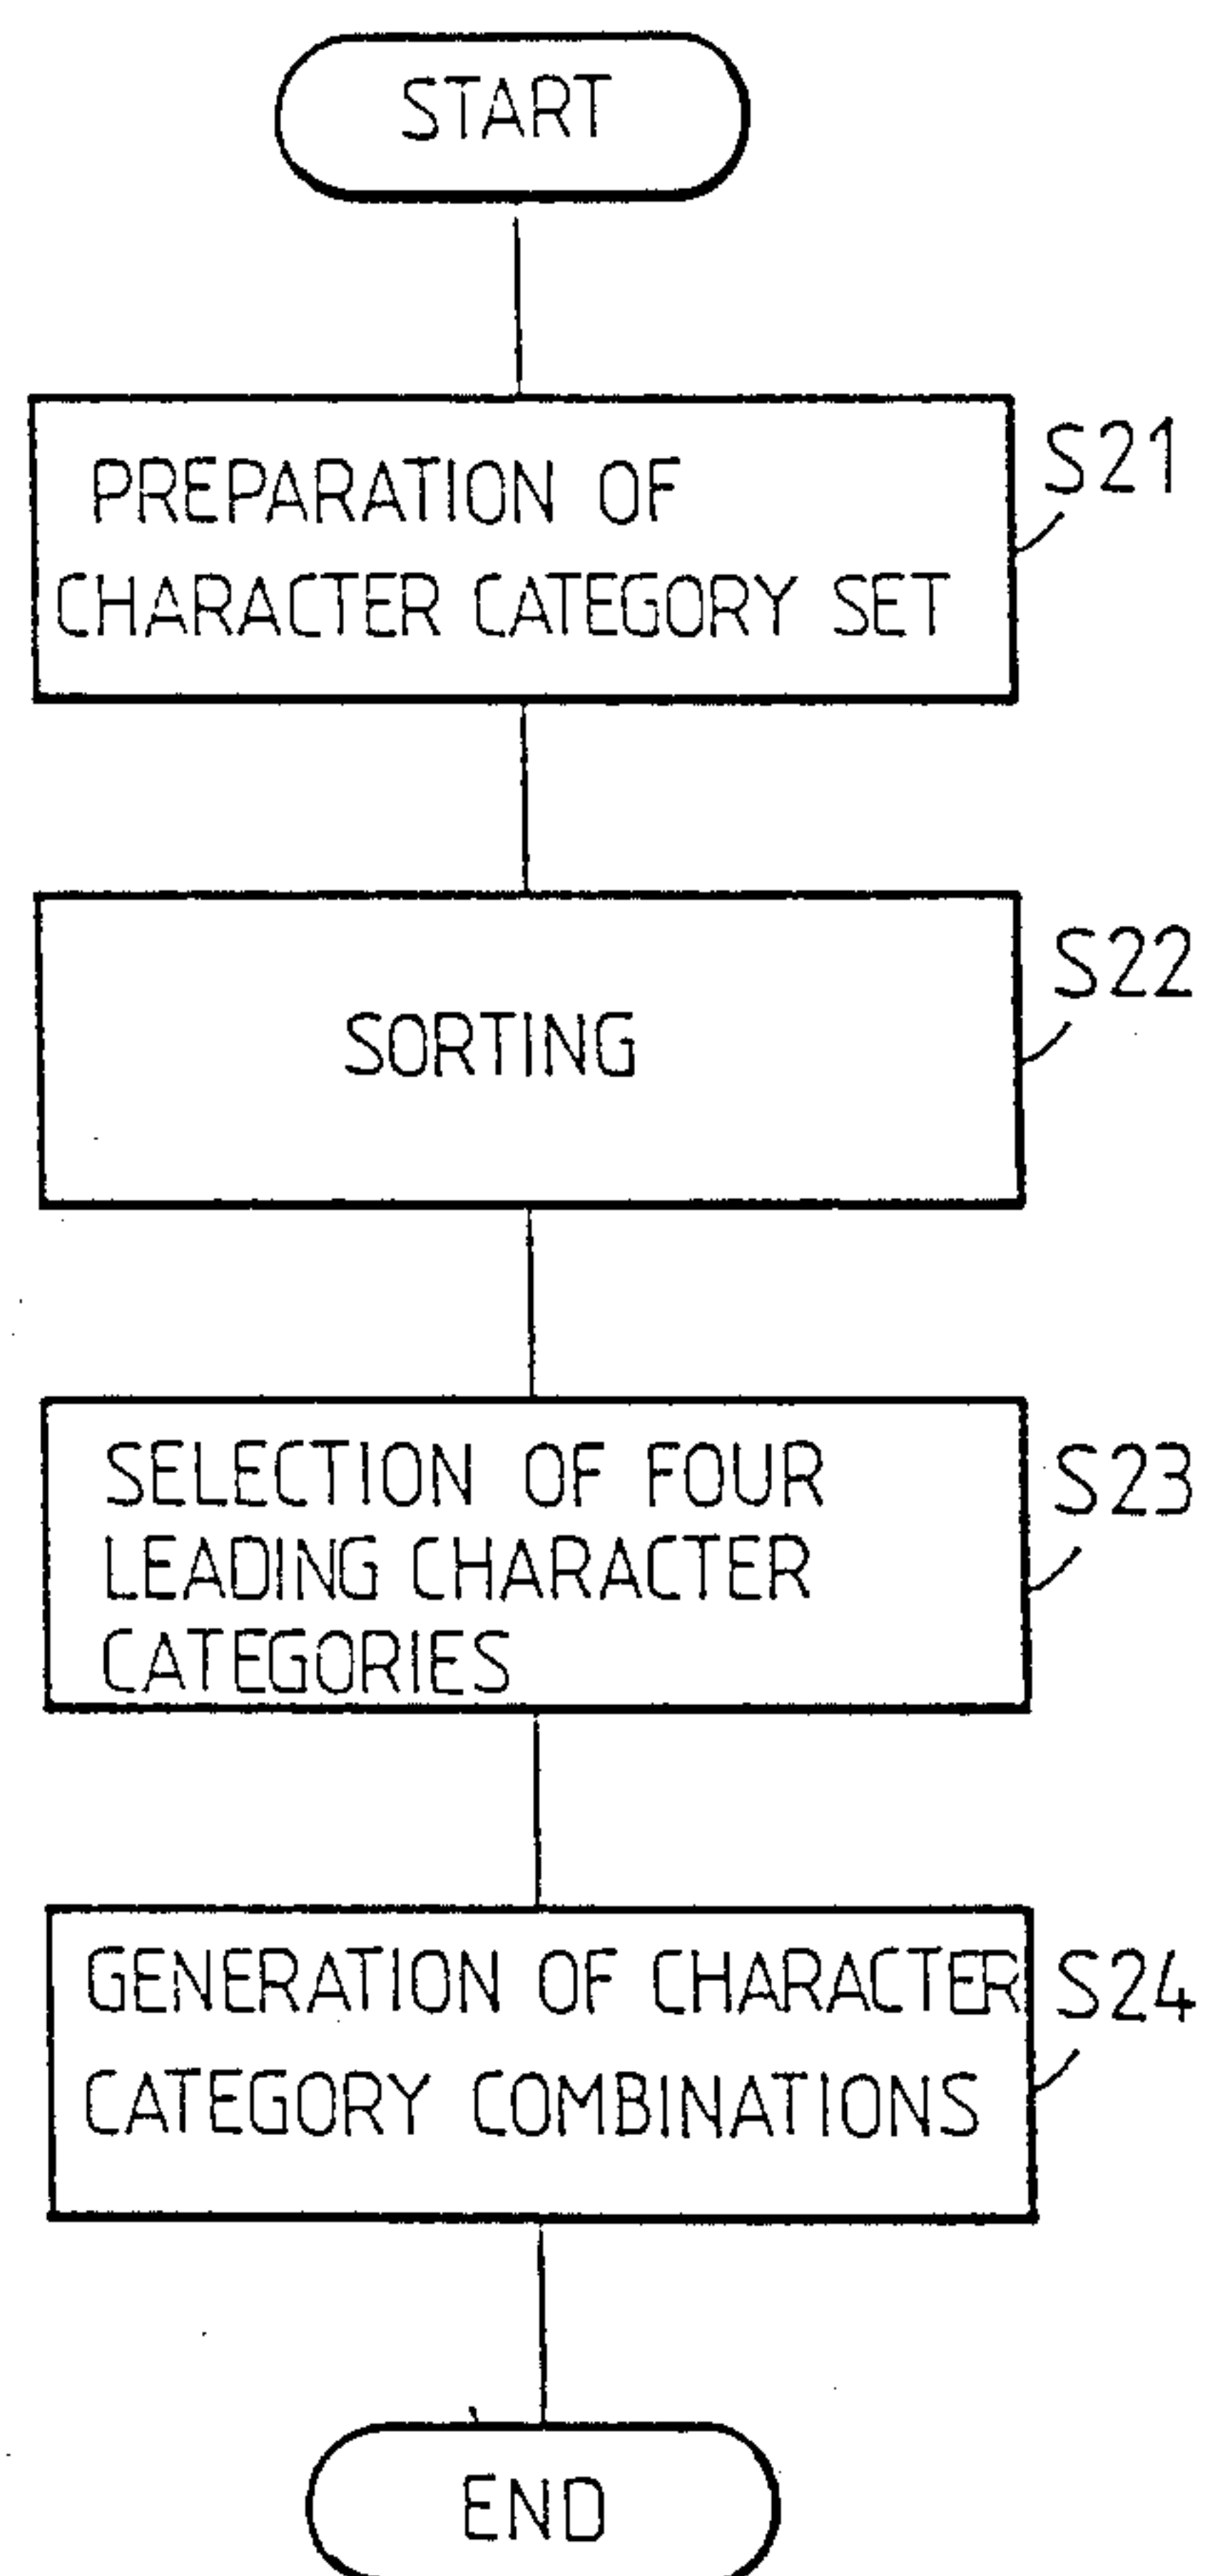 START
PREPARATION OF
CHARACTER CATEGORY SET
S21
SORTING
S22
SELECTION OF FOUR
LEADING CHARACTER
CATEGORIES
S23
GENERATION OF CHARACTER
CATEGORY COMBINATIONS
S24
END